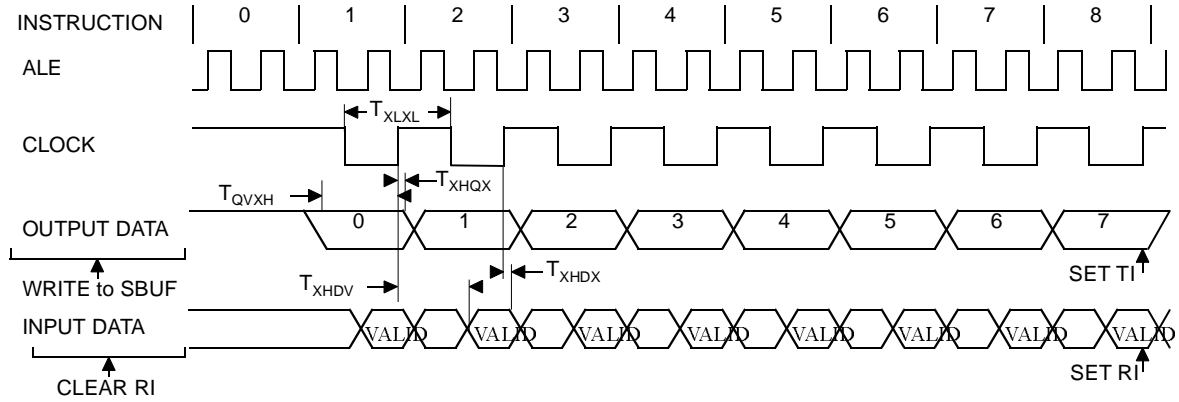 INSTRUCTION 0 1 2 3 4 5 6 7 8
ALE
T_XLXL
CLOCK
T_XHQX
T_QVXH
OUTPUT DATA 0 1 2 3 4 5 6 7
T_XHDX
SET TI
T_XHDV
WRITE to SBUF
INPUT DATA VALID VALID VALID VALID VALID VALID VALID VALID
SET RI
CLEAR RI